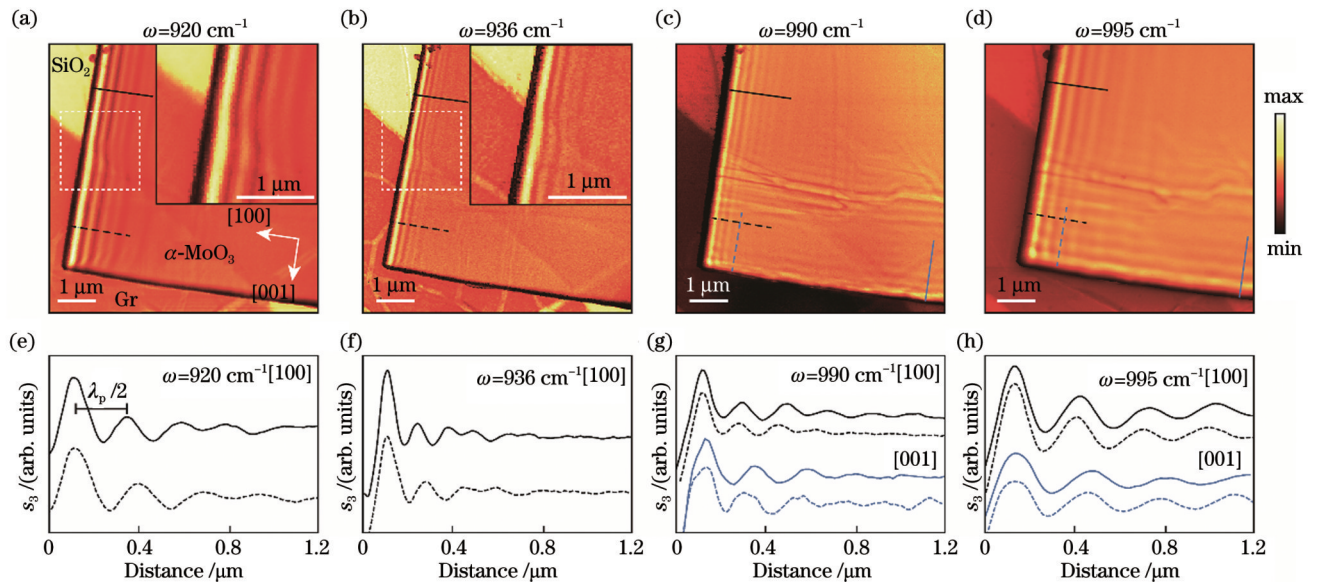 (a)
ω=920 cm⁻¹
SiO₂
1 μm
[100]
α-MoO₃
[001]
1 μm
Gr
(b)
ω=936 cm⁻¹
1 μm
1 μm
(c)
ω=990 cm⁻¹
1 μm
(d)
ω=995 cm⁻¹
1 μm
max
min
(e)
ω=920 cm⁻¹[100]
λₚ/2
s₃/(arb. units)
0 0.4 0.8 1.2
Distance /μm
(f)
ω=936 cm⁻¹[100]
0 0.4 0.8 1.2
Distance /μm
s₃/(arb. units)
(g)
ω=990 cm⁻¹[100]
[001]
s₃/(arb. units)
0 0.4 0.8 1.2
Distance /μm
(h)
ω=995 cm⁻¹[100]
[001]
s₃/(arb. units)
0 0.4 0.8 1.2
Distance /μm